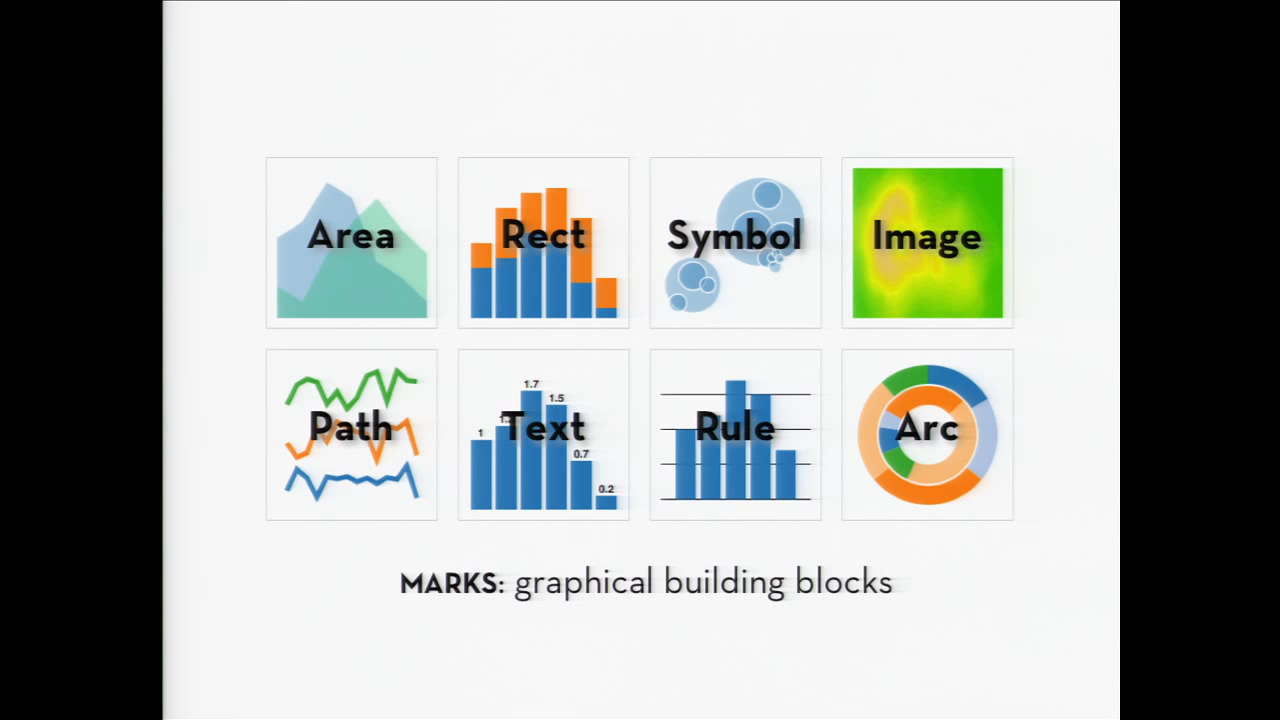 Area
Rect
Symbol
Image
Path
Text
Rule
Arc
1
1.7
1.5
0.7
0.2
MARKS: graphical building blocks